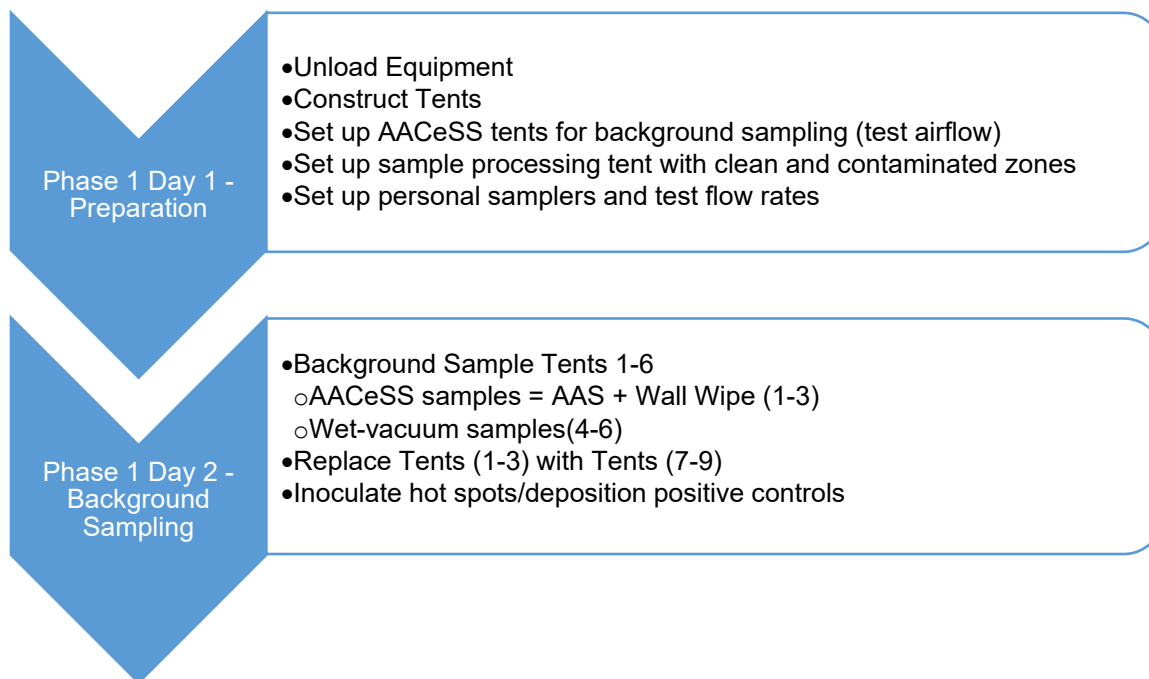 Phase 1 Day 1 -
Preparation
•Unload Equipment
•Construct Tents
•Set up AACeSS tents for background sampling (test airflow)
•Set up sample processing tent with clean and contaminated zones
•Set up personal samplers and test flow rates
Phase 1 Day 2 -
Background
Sampling
•Background Sample Tents 1-6
oAACeSS samples = AAS + Wall Wipe (1-3)
oWet-vacuum samples(4-6)
•Replace Tents (1-3) with Tents (7-9)
•Inoculate hot spots/deposition positive controls